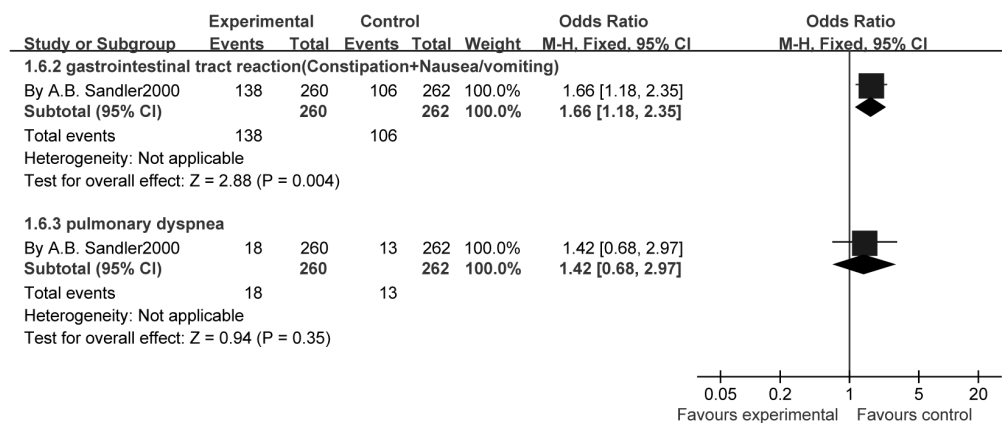 Experimental Control Odds Ratio Odds Ratio
Study or Subgroup Events Total Events Total Weight M-H, Fixed, 95% CI M-H, Fixed, 95% CI
1.6.2 gastrointestinal tract reaction(Constipation+Nausea/vomiting)
By A.B. Sandler2000 138 260 106 262 100.0% 1.66 [1.18, 2.35]
Subtotal (95% CI) 260 262 100.0% 1.66 [1.18, 2.35]
Total events 138 106
Heterogeneity: Not applicable
Test for overall effect: Z = 2.88 (P = 0.004)
1.6.3 pulmonary dyspnea
By A.B. Sandler2000 18 260 13 262 100.0% 1.42 [0.68, 2.97]
Subtotal (95% CI) 260 262 100.0% 1.42 [0.68, 2.97]
Total events 18 13
Heterogeneity: Not applicable
Test for overall effect: Z = 0.94 (P = 0.35)
0.05 0.2 1 5 20
Favours experimental Favours control